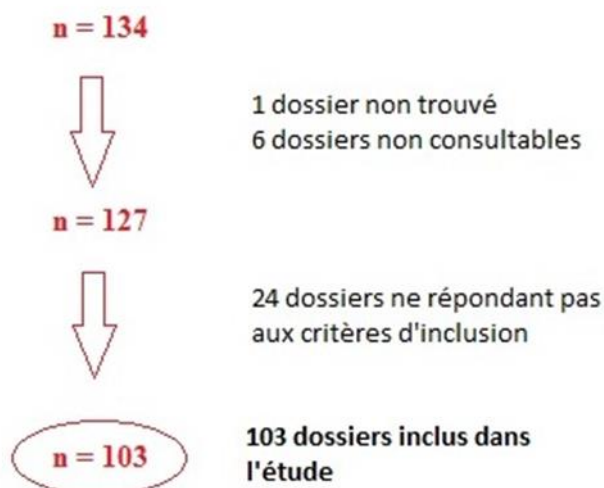 n = 134
1 dossier non trouvé
6 dossiers non consultables
n = 127
24 dossiers ne répondant pas
aux critères d'inclusion
n = 103
103 dossiers inclus dans
l'étude